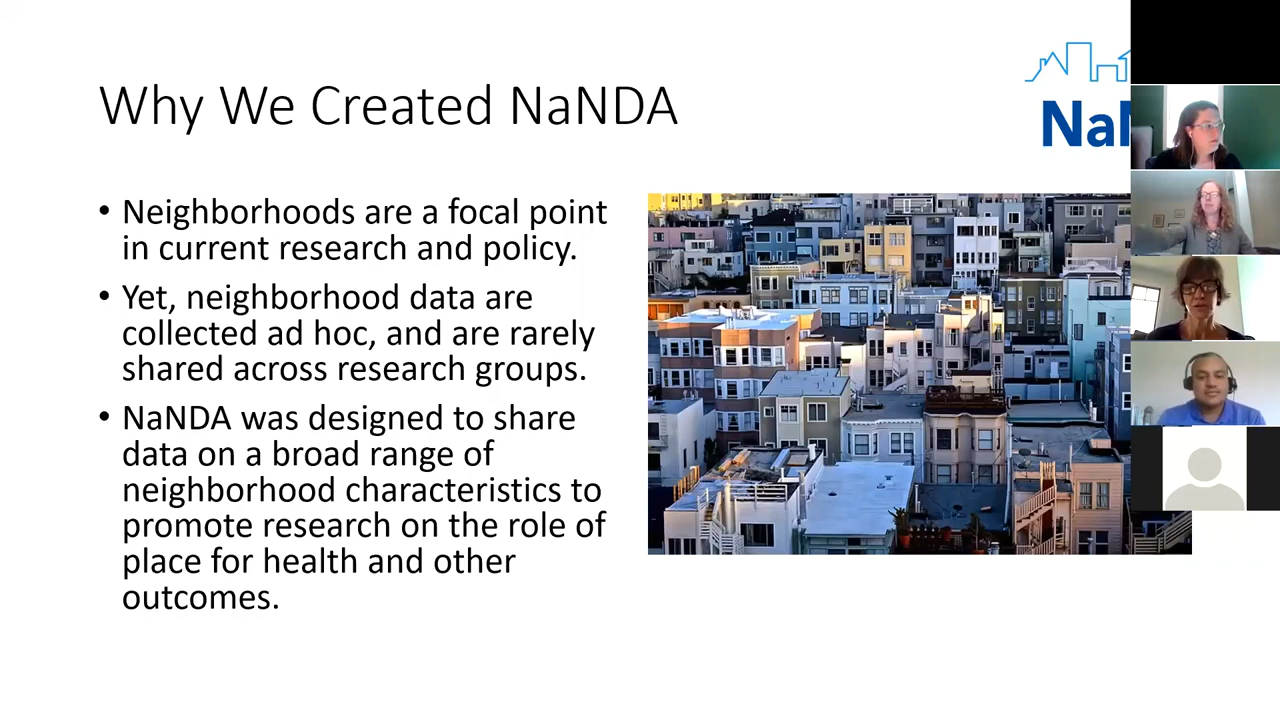 Why We Created NaNDA
• Neighborhoods are a focal point
in current research and policy.
• Yet, neighborhood data are
collected ad hoc, and are rarely
shared across research groups.
• NaNDA was designed to share
data on a broad range of
neighborhood characteristics to
promote research on the role of
place for health and other
outcomes.